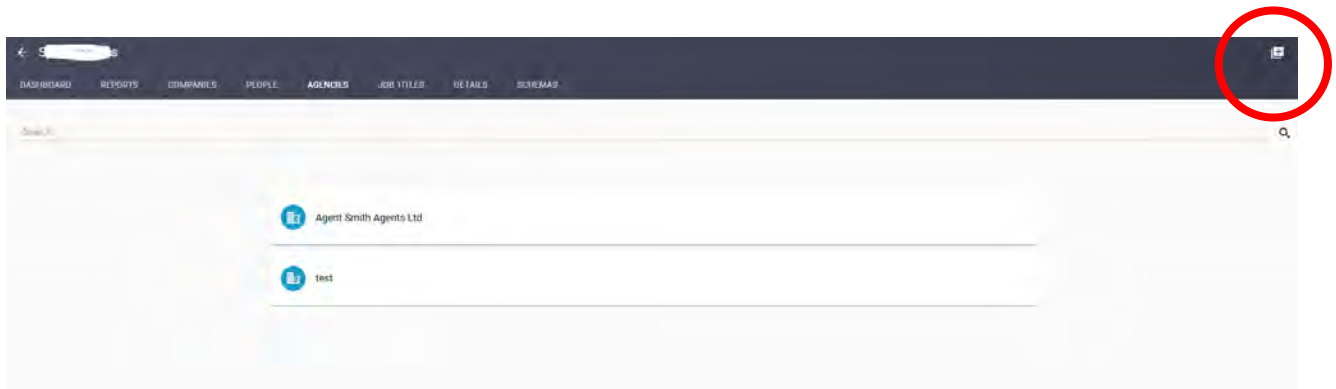 DASHBOARD REPORTS COMPANIES PEOPLE AGENCIES JOB TITLES DETAILS SCHEMAS
Search
Agent Smith Agents Ltd
test